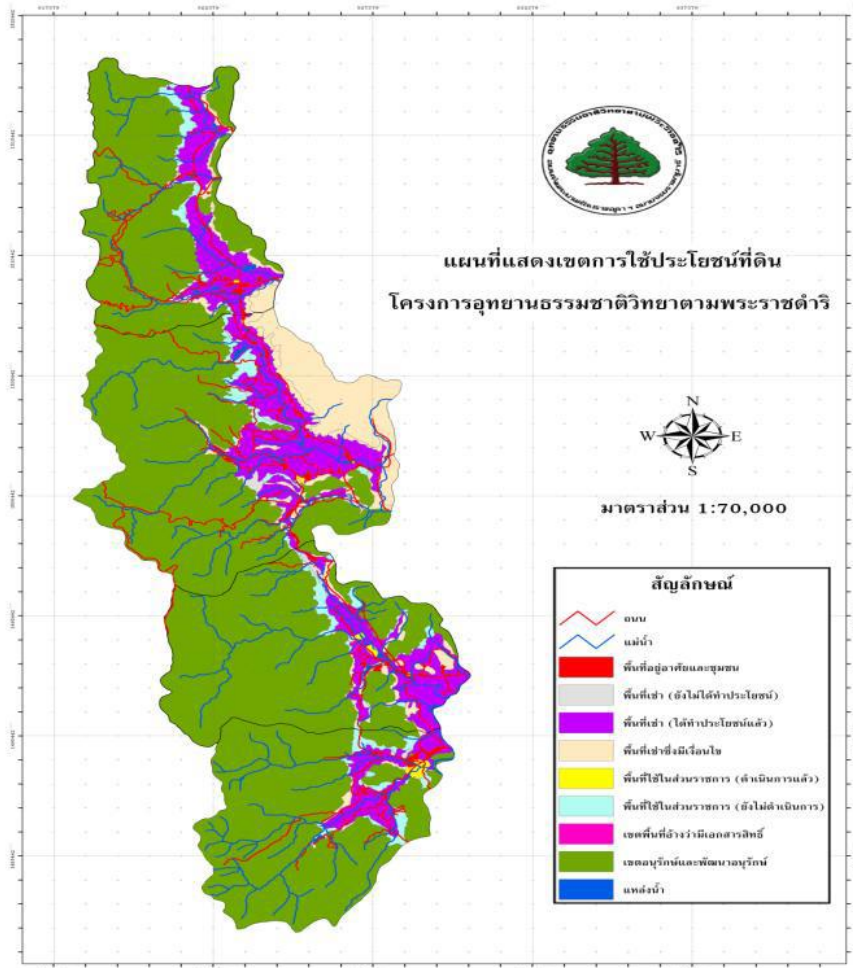 แผนที่แสดงเขตการใช้ประโยชน์ที่ดิน
โครงการอุทยานธรรมชาติวิทยาตามพระราชดำริ
N
W
E
S
มาตราส่วน 1:70,000
สัญลักษณ์
ถนน
แม่น้ำ
พื้นที่อยู่อาศัยและชุมชน
พื้นที่เช่า (ยังไม่ได้ทำประโยชน์)
พื้นที่เช่า (ได้ทำประโยชน์แล้ว)
พื้นที่เช่าซึ่งมีเงื่อนไข
พื้นที่ใช้ในส่วนราชการ (ดำเนินการแล้ว)
พื้นที่ใช้ในส่วนราชการ (ยังไม่ดำเนินการ)
เขตพื้นที่อ้างว่ามีเอกสารสิทธิ์
เขตอนุรักษ์และพัฒนาอนุรักษ์
แหล่งน้ำ